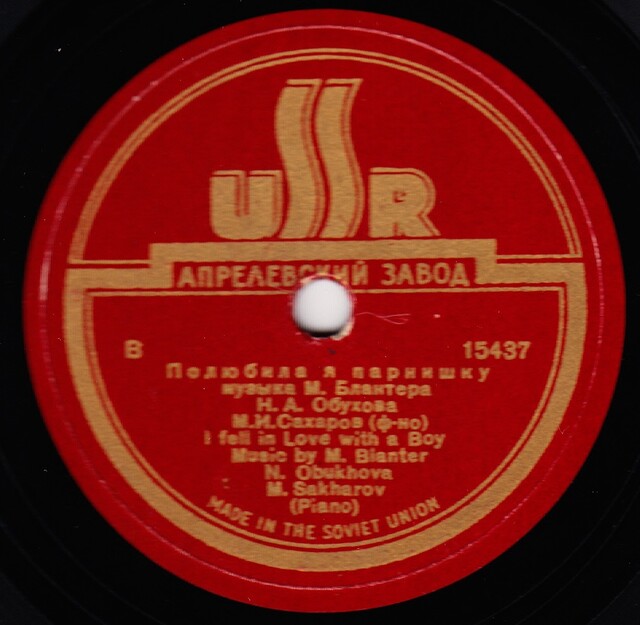 USSR
АПРЕЛЕВСКИЙ ЗАВОД
В 15437
Полюбила я парнишку
музыка М. Блантера
Н. А. Обухова
М.И.Сахаров (ф-но)
I fell in Love with a Boy
Music by M. Blanter
N. Obukhova
M. Sakharov
(Piano)
MADE IN THE SOVIET UNION